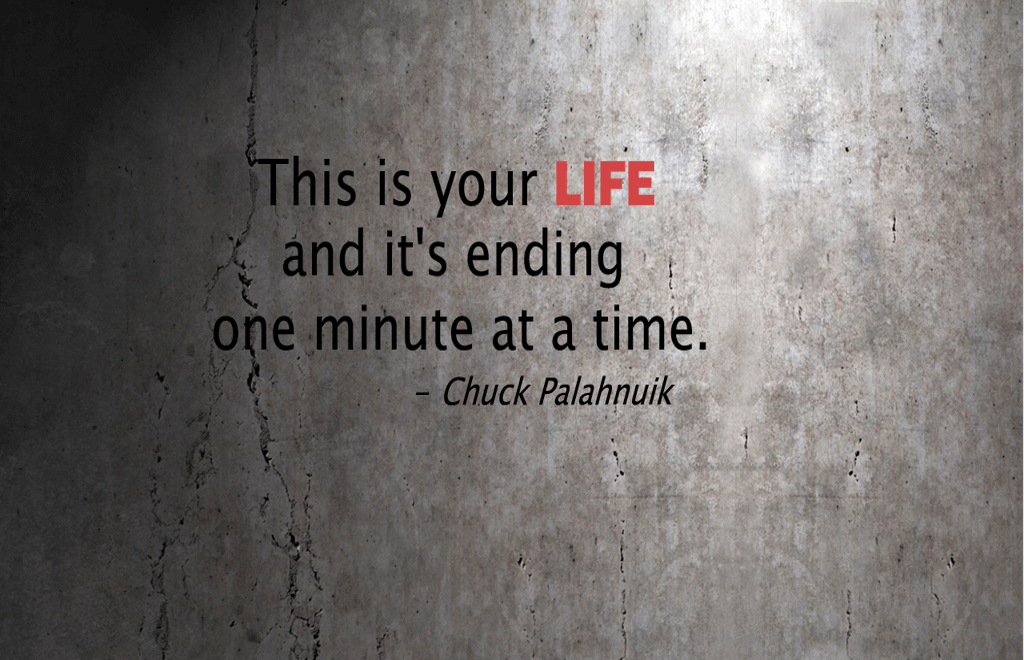 This is your LIFE
and it's ending
one minute at a time.
– Chuck Palahnuik